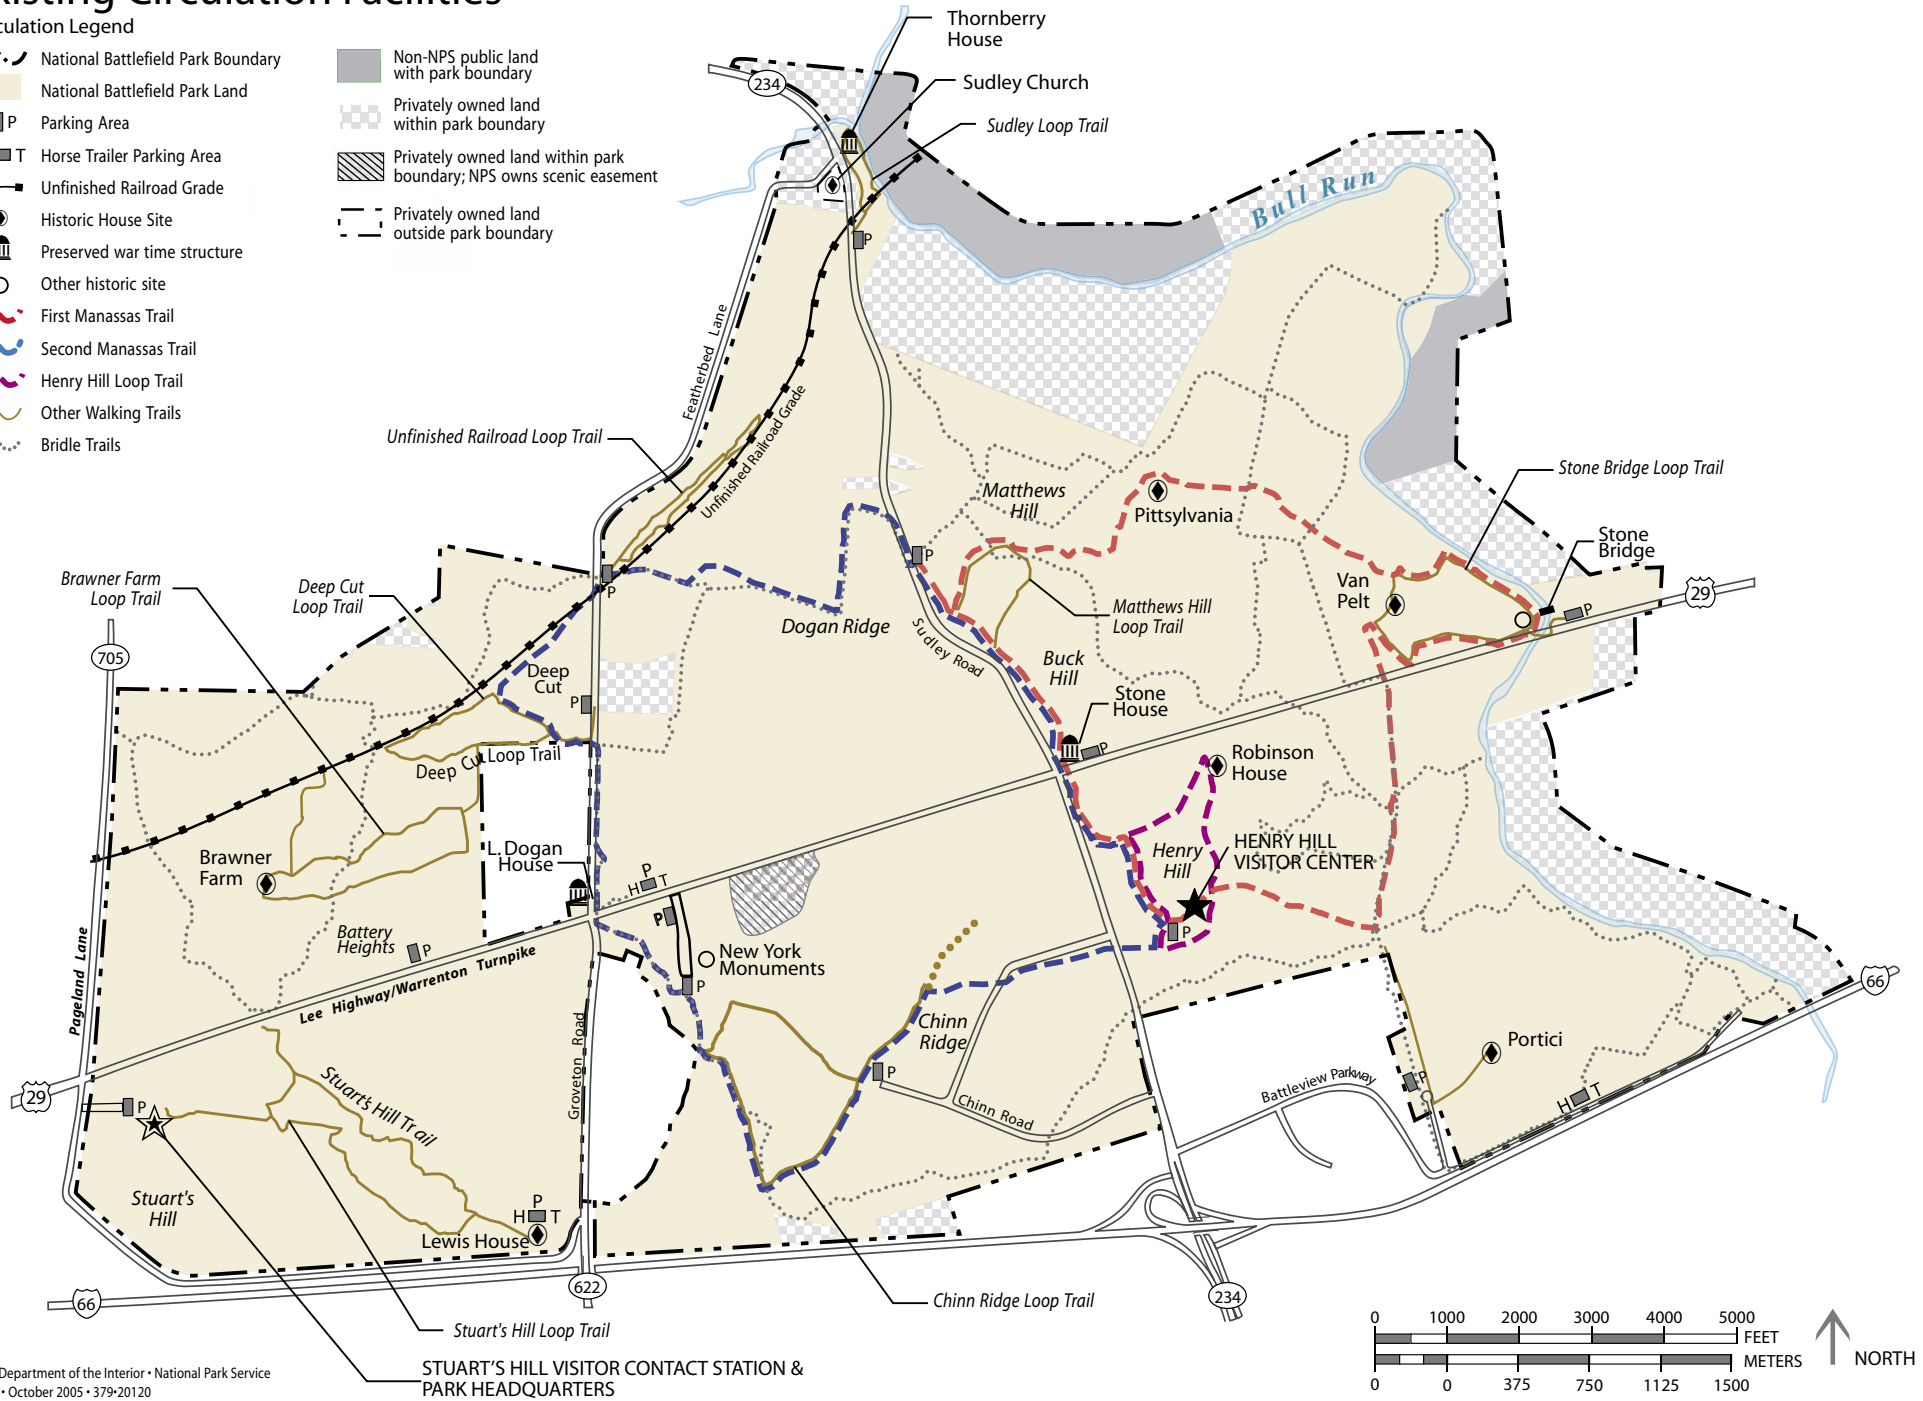 isting Circulation Facilities
culation Legend
National Battlefield Park Boundary
National Battlefield Park Land
P Parking Area
T Horse Trailer Parking Area
Unfinished Railroad Grade
Historic House Site
Preserved war time structure
Other historic site
First Manassas Trail
Second Manassas Trail
Henry Hill Loop Trail
Other Walking Trails
Bridle Trails
Non-NPS public land
with park boundary
Privately owned land
within park boundary
Privately owned land within park
boundary; NPS owns scenic easement
Privately owned land
outside park boundary
Thornberry
House
234
Sudley Church
Sudley Loop Trail
Bull Run
P
Featherbed Lane
Unfinished Railroad Grade
Unfinished Railroad Loop Trail
Matthews
Hill
Pittsylvania
Stone Bridge Loop Trail
Stone
Bridge
P
29
Van
Pelt
Brawner Farm
Loop Trail
Deep Cut
Loop Trail
P
P
Dogan Ridge
Sudley Road
Matthews Hill
Loop Trail
Buck
Hill
Stone
House
P
705
Deep
Cut
P
Deep Cut Loop Trail
Robinson
House
Henry
Hill
HENRY HILL
VISITOR CENTER
P
L. Dogan
House
Brawner
Farm
P
H T
P
Battery
Heights
P
Lee Highway/Warrenton Turnpike
New York
Monuments
P
Pageland Lane
Groveton Road
Chinn
Ridge
P
Chinn Road
Portici
66
P
H T
Battleview Parkway
29
P
Stuart's Hill Trail
Stuart's
Hill
P
H T
Lewis House
622
66
234
Chinn Ridge Loop Trail
Stuart's Hill Loop Trail
STUART'S HILL VISITOR CONTACT STATION &
PARK HEADQUARTERS
Department of the Interior • National Park Service
• October 2005 • 379•20120
0 1000 2000 3000 4000 5000
FEET
METERS
0 0 375 750 1125 1500
NORTH